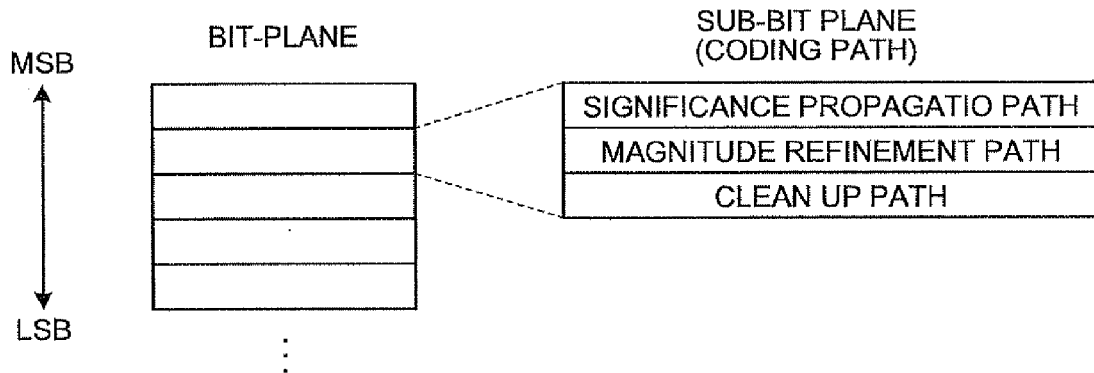 BIT-PLANE
SUB-BIT PLANE
(CODING PATH)
MSB
SIGNIFICANCE PROPAGATIO PATH
MAGNITUDE REFINEMENT PATH
CLEAN UP PATH
LSB